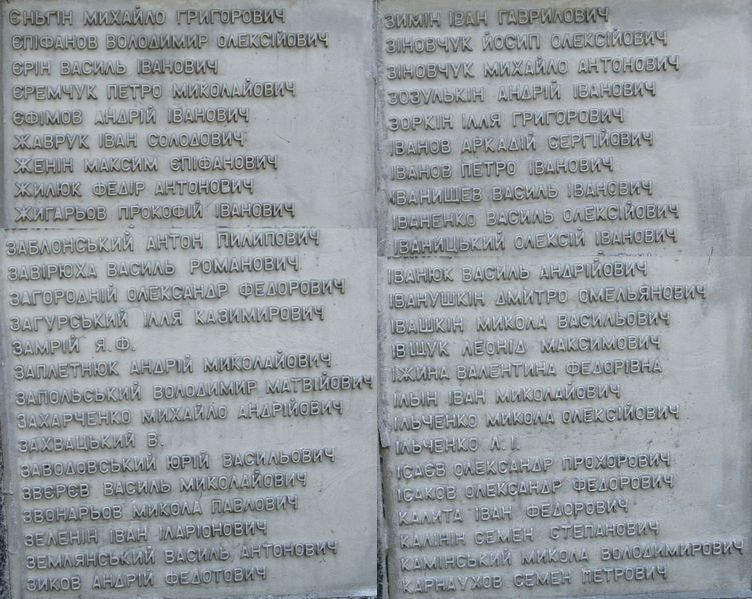 ЄНЬГІН МИХАЙЛО ГРИГОРОВИЧ
ЄПІФАНОВ ВОЛОДИМИР ОЛЕКСІЙОВИЧ
ЄРІН ВАСИЛЬ ІВАНОВИЧ
ЄРЕМЧУК ПЕТРО МИКОЛАЙОВИЧ
ЄФІМОВ АНДРІЙ ІВАНОВИЧ
ЖАВРУК ІВАН СОЛОДОВИЧ
ЖЕНІН МАКСИМ ЄПІФАНОВИЧ
ЖИЛЮК ФЕДІР АНТОНОВИЧ
ЖИГАРЬОВ ПРОКОФІЙ ІВАНОВИЧ
ЗАБЛОНСЬКИЙ АНТОН ПИЛИПОВИЧ
ЗАВІРЮХА ВАСИЛЬ РОМАНОВИЧ
ЗАГОРОДНІЙ ОЛЕКСАНДР ФЕДОРОВИЧ
ЗАГУРСЬКИЙ ІЛЛЯ КАЗИМИРОВИЧ
ЗАМРІЙ Я. Ф.
ЗАПЛЕТНЮК АНДРІЙ МИКОЛАЙОВИЧ
ЗАПОЛЬСЬКИЙ ВОЛОДИМИР МАТВІЙОВИЧ
ЗАХАРЧЕНКО МИХАЙЛО АНДРІЙОВИЧ
ЗАХВАЦЬКИЙ В.
ЗАВОДОВСЬКИЙ ЮРІЙ ВАСИЛЬОВИЧ
ЗВЄРЄВ ВАСИЛЬ МИКОЛАЙОВИЧ
ЗВОНАРЬОВ МИКОЛА ПАВЛОВИЧ
ЗЕЛЕНІН ІВАН ІЛАРІОНОВИЧ
ЗЕМЛЯНСЬКИЙ ВАСИЛЬ АНТОНОВИЧ
ЗИКОВ АНДРІЙ ФЕДОТОВИЧ
ЗИМІН ІВАН ГАВРИЛОВИЧ
ЗІНОВЧУК ЙОСИП ОЛЕКСІЙОВИЧ
ЗІНОВЧУК МИХАЙЛО АНТОНОВИЧ
ЗОЗУЛЬКІН АНДРІЙ ІВАНОВИЧ
ЗОРКІН ІЛЛЯ ГРИГОРОВИЧ
ІВАНОВ АРКАДІЙ СЕРГІЙОВИЧ
ІВАНОВ ПЕТРО ІВАНОВИЧ
ІВАНИЩЕВ ВАСИЛЬ ІВАНОВИЧ
ІВАНЕНКО ВАСИЛЬ ОЛЕКСІЙОВИЧ
ІВАНИЦЬКИЙ ОЛЕКСІЙ ІВАНОВИЧ
ІВАНЮК ВАСИЛЬ АНДРІЙОВИЧ
ІВАНУШКІН ДМИТРО ОМЕЛЬЯНОВИЧ
ІВАШКІН МИКОЛА ВАСИЛЬОВИЧ
ІВЩУК ЛЕОНІД МАКСИМОВИЧ
ІЖИНА ВАЛЕНТИНА ФЕДОРІВНА
ІЛЬІН ІВАН МИКОЛАЙОВИЧ
ІЛЬЧЕНКО МИКОЛА ОЛЕКСІЙОВИЧ
ІЛЬЧЕНКО Л. І.
ІСАЄВ ОЛЕКСАНДР ПРОХОРОВИЧ
ІСАКОВ ОЛЕКСАНДР ФЕДОРОВИЧ
КАЛИТА ІВАН ФЕДОРОВИЧ
КАЛІНІН СЕМЕН СТЕПАНОВИЧ
КАМІНСЬКИЙ МИКОЛА ВОЛОДИМИРОВИЧ
КАРНАУХОВ СЕМЕН ПЕТРОВИЧ